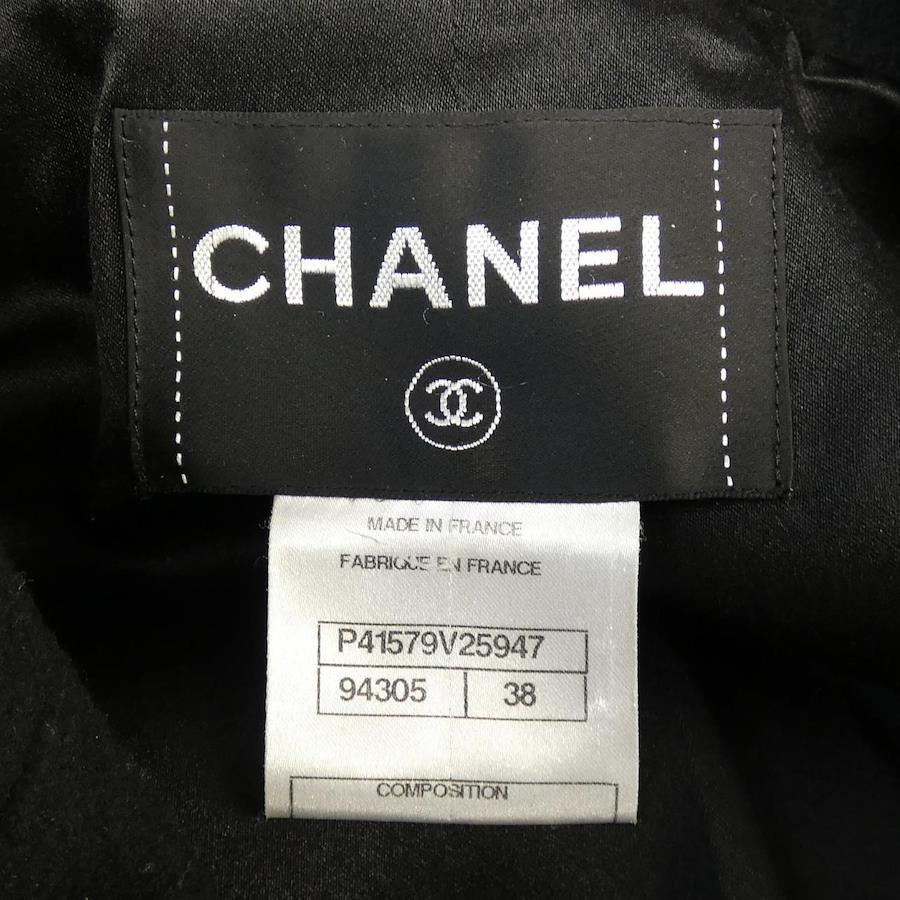 CHANEL
MADE IN FRANCE
FABRIQUE EN FRANCE
P41579V25947
94305 38
COMPOSITION